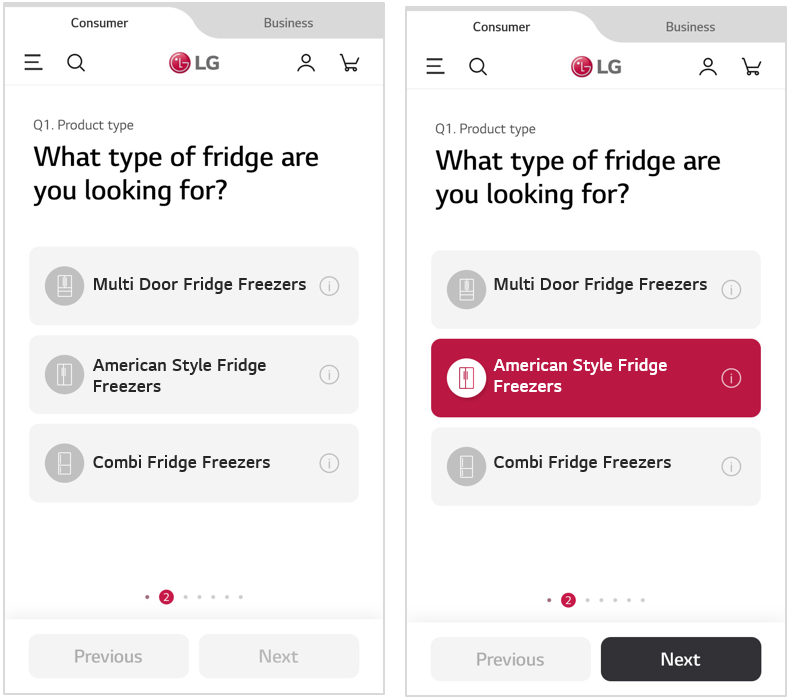 Consumer
Business
LG
Q1. Product type
What type of fridge are
you looking for?
Multi Door Fridge Freezers
i
American Style Fridge
Freezers
i
Combi Fridge Freezers
i
2
Previous
Next
Consumer
Business
LG
Q1. Product type
What type of fridge are
you looking for?
Multi Door Fridge Freezers
i
American Style Fridge
Freezers
i
Combi Fridge Freezers
i
2
Previous
Next